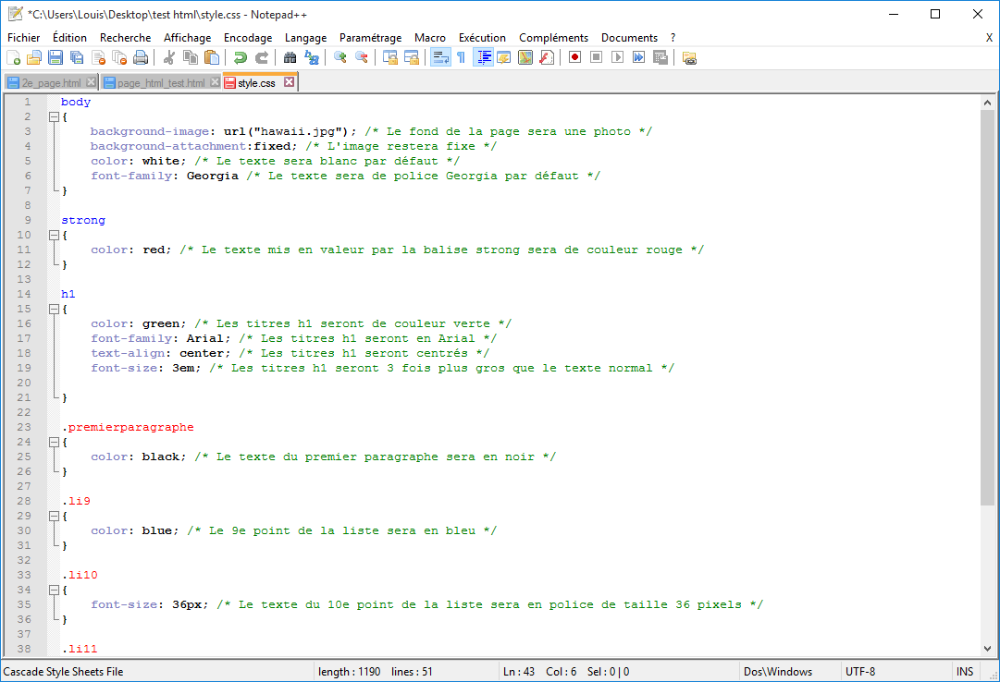 *C:\Users\Louis\Desktop\test html\style.css - Notepad++
Fichier Édition Recherche Affichage Encodage Langage Paramétrage Macro Exécution Compléments Documents ? X
2e_page.html page_html_test.html style.css
1 body
2 {
3 background-image: url("hawaii.jpg"); /* Le fond de la page sera une photo */
4 background-attachment:fixed; /* L'image restera fixe */
5 color: white; /* Le texte sera blanc par défaut */
6 font-family: Georgia /* Le texte sera de police Georgia par défaut */
7 }
8
9 strong
10 {
11 color: red; /* Le texte mis en valeur par la balise strong sera de couleur rouge */
12 }
13
14 h1
15 {
16 color: green; /* Les titres h1 seront de couleur verte */
17 font-family: Arial; /* Les titres h1 seront en Arial */
18 text-align: center; /* Les titres h1 seront centrés */
19 font-size: 3em; /* Les titres h1 seront 3 fois plus gros que le texte normal */
20
21 }
22
23 .premierparagraphe
24 {
25 color: black; /* Le texte du premier paragraphe sera en noir */
26 }
27
28 .li9
29 {
30 color: blue; /* Le 9e point de la liste sera en bleu */
31 }
32
33 .li10
34 {
35 font-size: 36px; /* Le texte du 10e point de la liste sera en police de taille 36 pixels */
36 }
37
38 .li11
Cascade Style Sheets File length : 1190 lines : 51 Ln : 43 Col : 6 Sel : 0 | 0 Dos\Windows UTF-8 INS